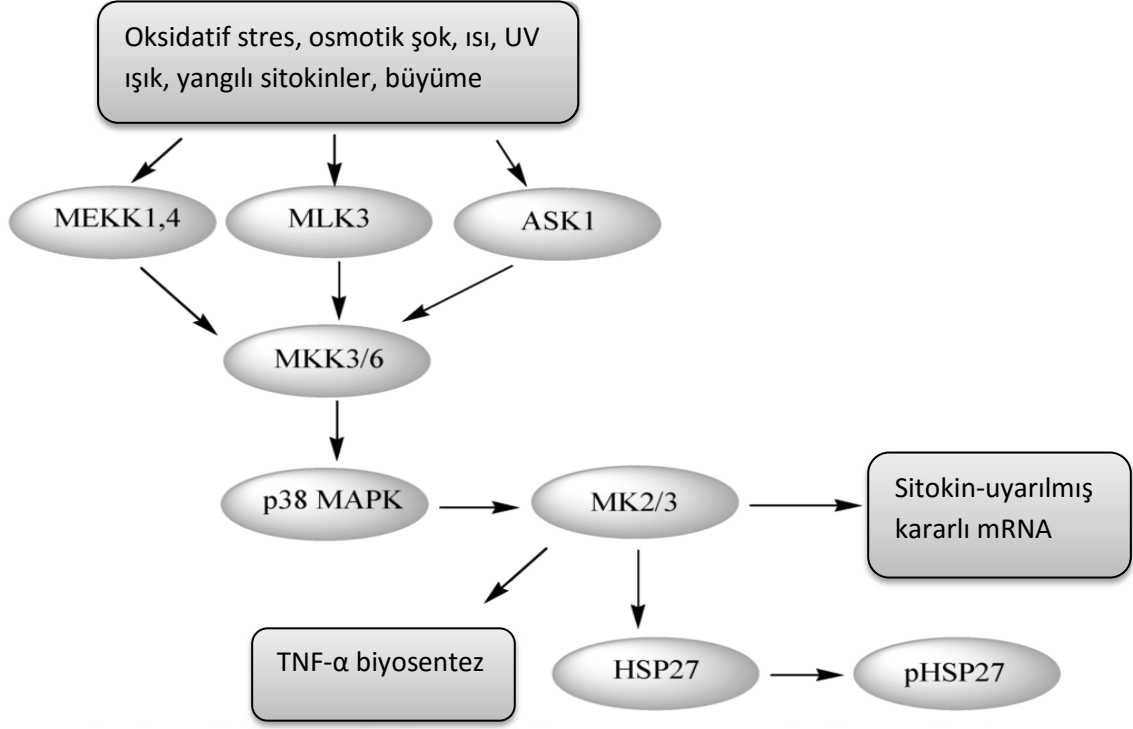 Oksidatif stres, osmotik şok, ısı, UV
ışık, yangılı sitokinler, büyüme
MEKK1,4
MLK3
ASK1
MKK3/6
p38 MAPK
MK2/3
Sitokin-uyarılmış
kararlı mRNA
TNF-α biyosentez
HSP27
pHSP27